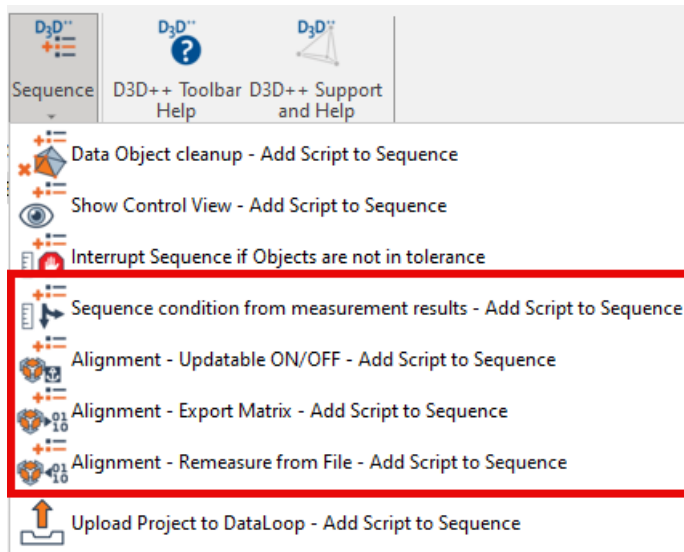 D3D++
D3D++
D3D++
Sequence
D3D++ Toolbar
Help
D3D++ Support
and Help
Data Object cleanup - Add Script to Sequence
Show Control View - Add Script to Sequence
Interrupt Sequence if Objects are not in tolerance
Sequence condition from measurement results - Add Script to Sequence
Alignment - Updatable ON/OFF - Add Script to Sequence
Alignment - Export Matrix - Add Script to Sequence
01
10
Alignment - Remeasure from File - Add Script to Sequence
01
10
Upload Project to DataLoop - Add Script to Sequence